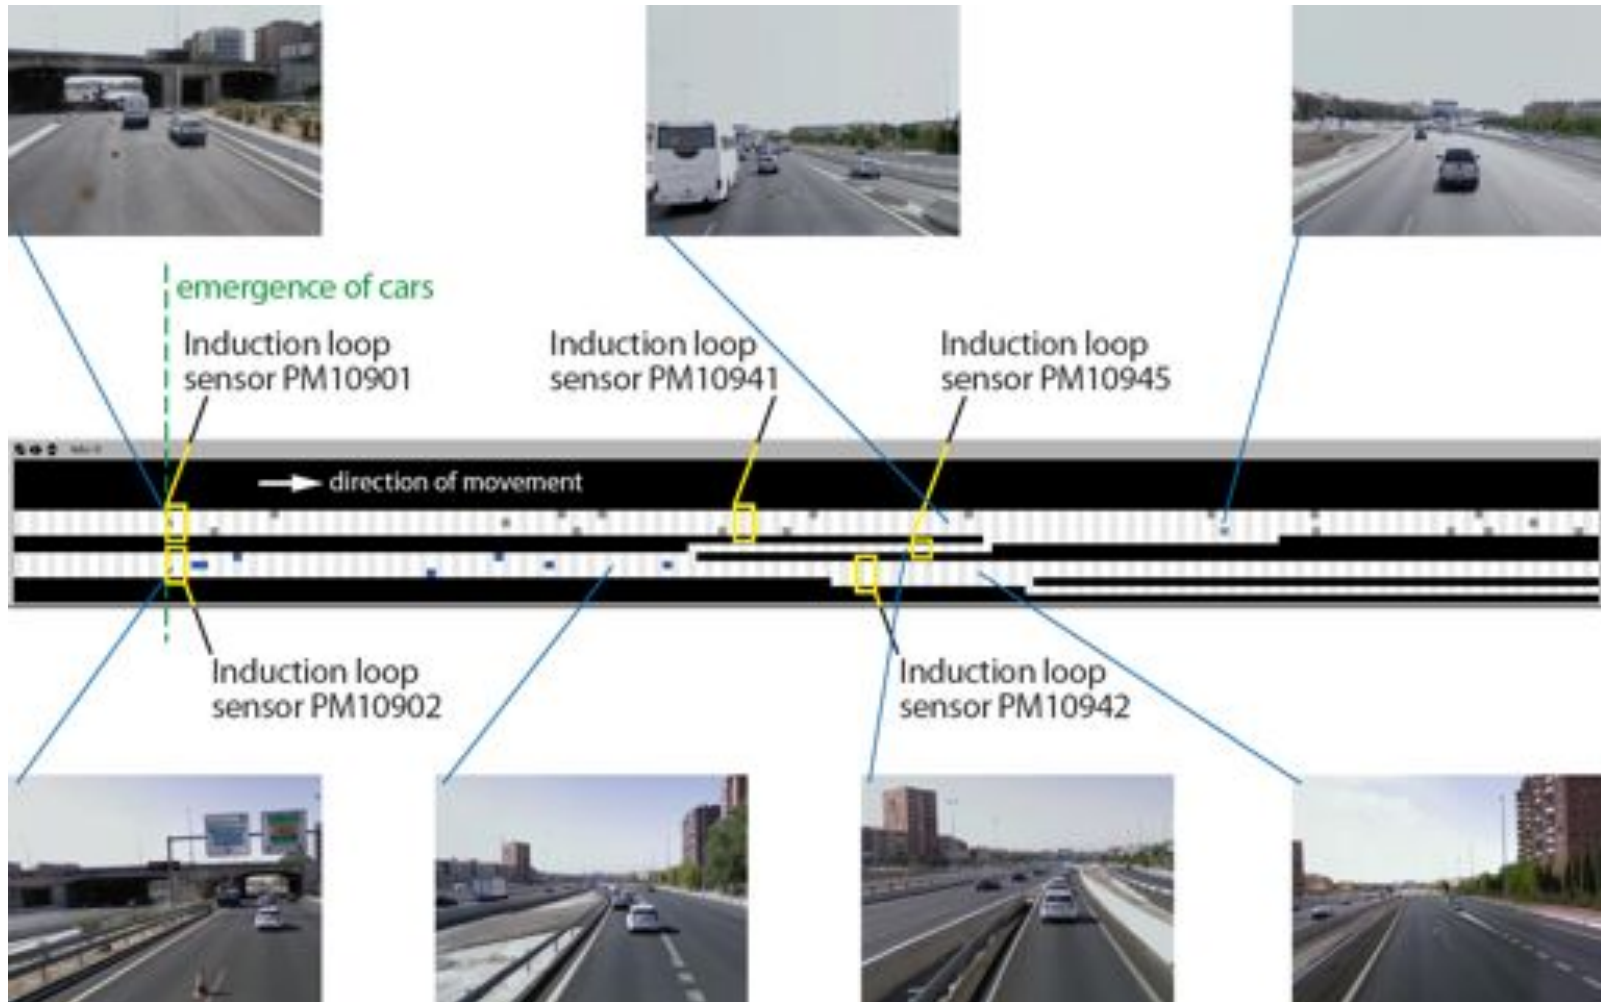 emergence of cars
Induction loop
sensor PM10901
Induction loop
sensor PM10941
Induction loop
sensor PM10945
direction of movement
Induction loop
sensor PM10902
Induction loop
sensor PM10942